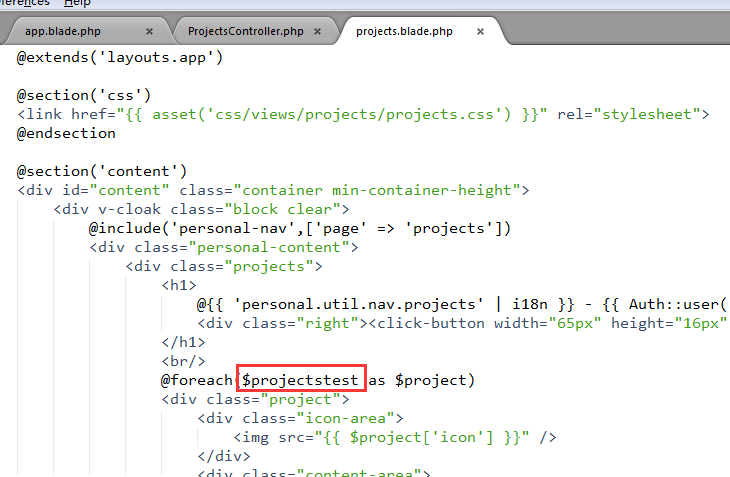 ferences Help
app.blade.php × ProjectsController.php × projects.blade.php ×
@extends('layouts.app')
@section('css')
<link href="{{ asset('css/views/projects/projects.css') }}" rel="stylesheet">
@endsection
@section('content')
<div id="content" class="container min-container-height">
<div v-cloak class="block clear">
@include('personal-nav',['page' => 'projects'])
<div class="personal-content">
<div class="projects">
<h1>
@{{ 'personal.util.nav.projects' | i18n }} - {{ Auth::user(
<div class="right"><click-button width="65px" height="16px"
</h1>
<br/>
@foreach($projectstest as $project)
<div class="project">
<div class="icon-area">
<img src="{{ $project['icon'] }}" />
</div>
<div class="content-area">